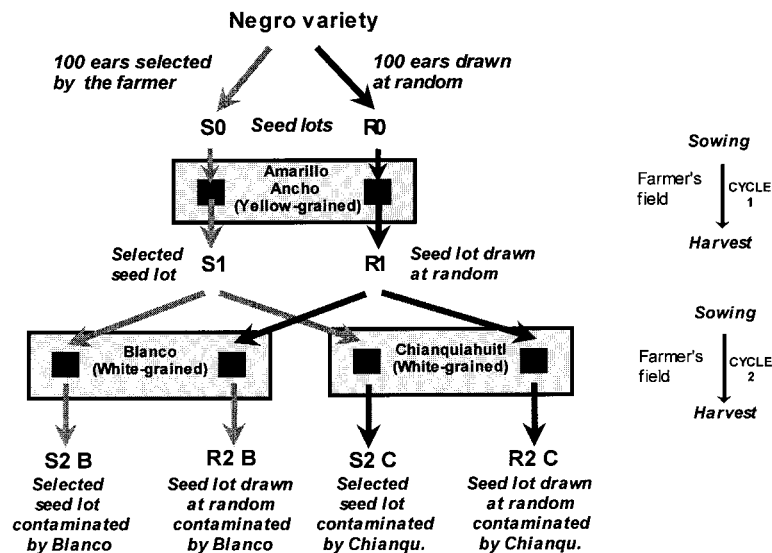 Negro variety
100 ears selected
by the farmer
100 ears drawn
at random
S0
Seed lots
R0
Amarillo
Ancho
(Yellow-grained)
Selected
seed lot
S1
R1
Seed lot drawn
at random
Blanco
(White-grained)
Chianquiahuitl
(White-grained)
S2 B
R2 B
S2 C
R2 C
Selected
seed lot
contaminated
by Blanco
Seed lot drawn
at random
contaminated
by Blanco
Selected
seed lot
contaminated
by Chianqu.
Seed lot drawn
at random
contaminated
by Chianqu.
Sowing
Farmer's
field
CYCLE
1
Harvest
Sowing
Farmer's
field
CYCLE
2
Harvest